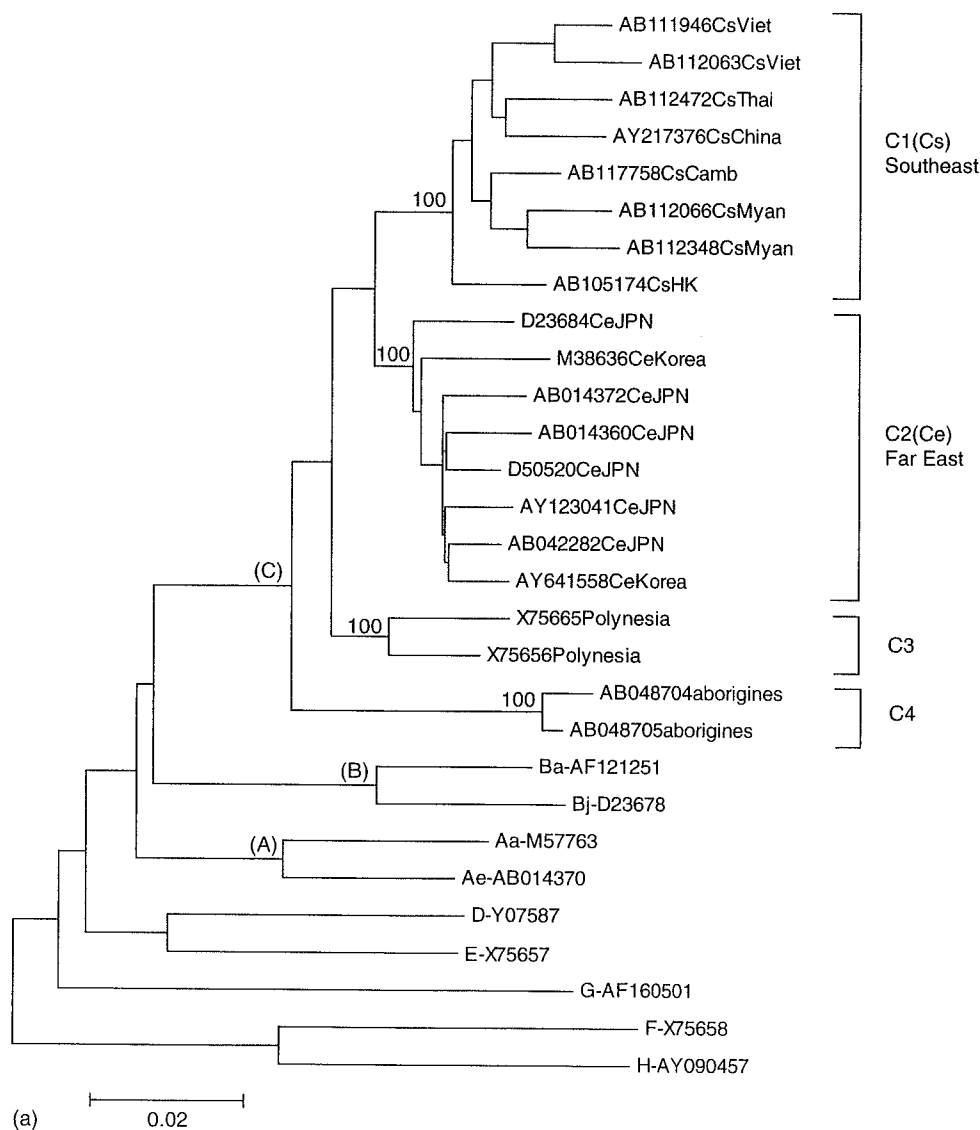 AB111946CsViet
AB112063CsViet
AB112472CsThai
AY217376CsChina
C1(Cs)
Southeast
AB117758CsCamb
100
AB112066CsMyan
AB112348CsMyan
AB105174CsHK
D23684CeJPN
100
M38636CeKorea
AB014372CeJPN
AB014360CeJPN
C2(Ce)
Far East
D50520CeJPN
AY123041CeJPN
AB042282CeJPN
(C)
AY641558CeKorea
X75665Polynesia
100
C3
X75656Polynesia
AB048704aborigines
100
C4
AB048705aborigines
Ba-AF121251
(B)
Bj-D23678
Aa-M57763
(A)
Ae-AB014370
D-Y07587
E-X75657
G-AF160501
F-X75658
H-AY090457
(a)
0.02